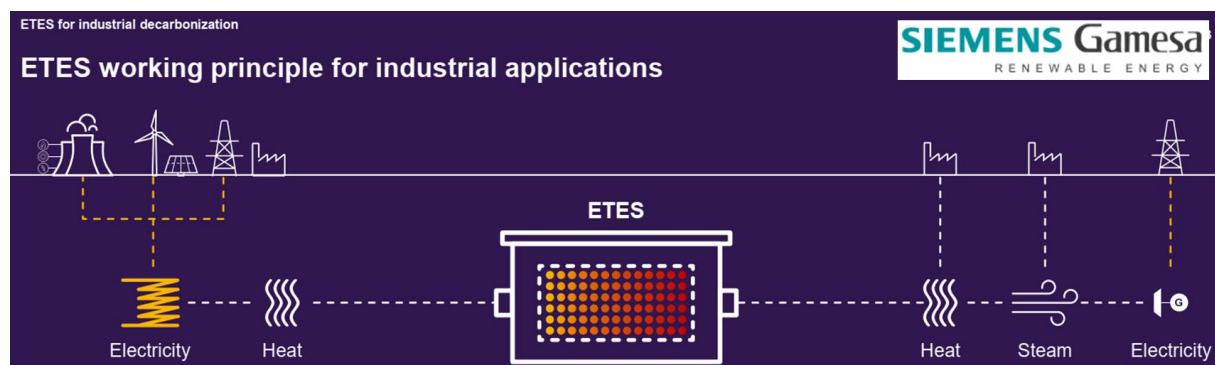 ETES for industrial decarbonization
SIEMENS Gamesa
RENEWABLE ENERGY
ETES working principle for industrial applications
ETES
G
Electricity
Heat
Heat
Steam
Electricity